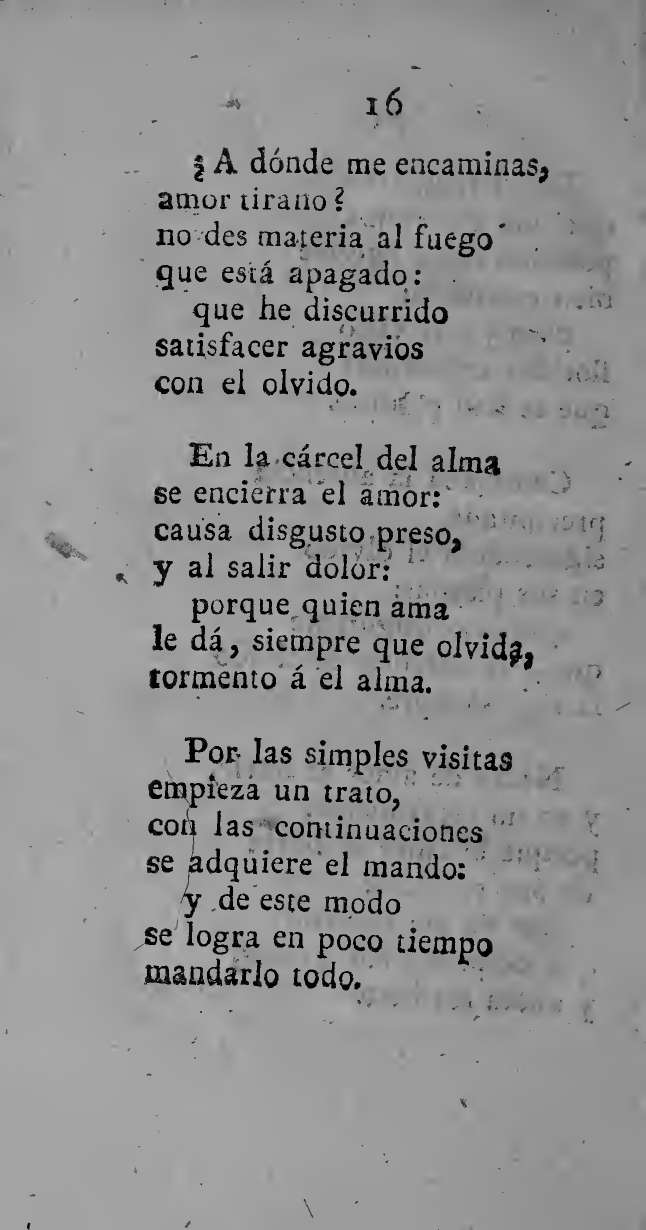 16
¿A dónde me encaminas,
amor tirano?
no des materia al fuego
que está apagado:
que he discurrido
satisfacer agravios
con el olvido.
En la cárcel del alma
se encierra el amor:
causa disgusto preso,
y al salir dolor:
porque quien ama
le dá, siempre que olvida,
tormento á el alma.
Por las simples visitas
empieza un trato,
con las continuaciones
se adquiere el mando:
y de este modo
se logra en poco tiempo
mandarlo todo.